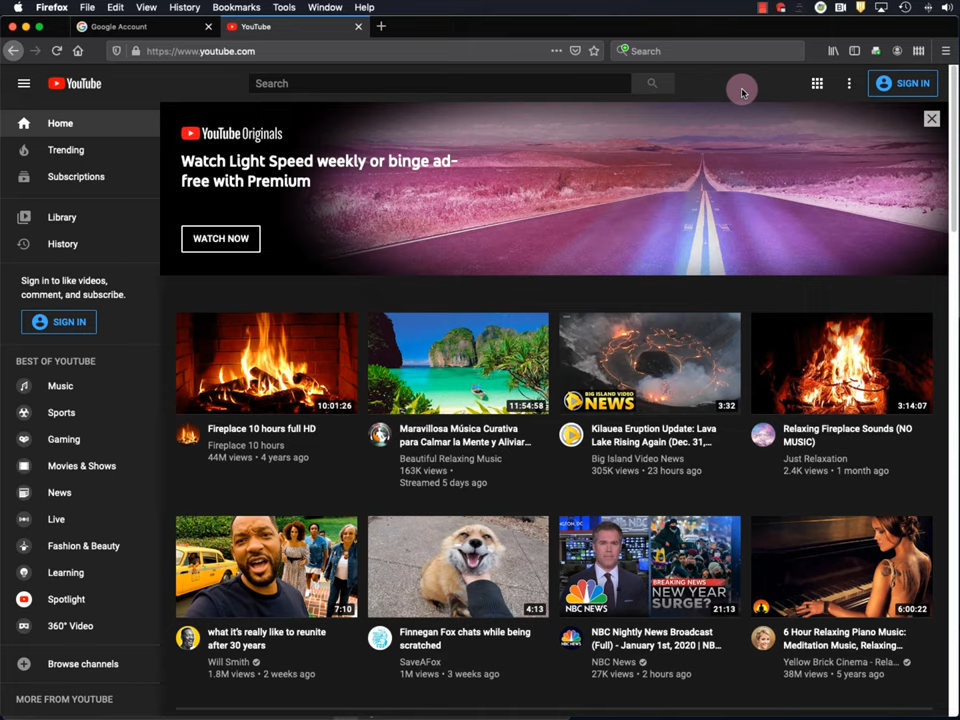 Firefox File Edit View History Bookmarks Tools Window Help
Google Account
YouTube
https://www.youtube.com
Search
YouTube
Search
SIGN IN
Home
Trending
Subscriptions
Library
History
Sign in to like videos,
comment, and subscribe.
SIGN IN
BEST OF YOUTUBE
Music
Sports
Gaming
Movies & Shows
News
Live
Fashion & Beauty
Learning
Spotlight
360° Video
Browse channels
MORE FROM YOUTUBE
YouTube Originals
Watch Light Speed weekly or binge ad-
free with Premium
WATCH NOW
10:01:26
Fireplace 10 hours full HD
Fireplace 10 hours
44M views • 4 years ago
11:54:58
Maravillosa Música Curativa
para Calmar la Mente y Aliviar...
Beautiful Relaxing Music
163K views •
Streamed 5 days ago
BIG ISLAND VIDEO
NEWS
3:32
Kilauea Eruption Update: Lava
Lake Rising Again (Dec. 31,...
Big Island Video News
305K views • 23 hours ago
3:14:07
Relaxing Fireplace Sounds (NO
MUSIC)
Just Relaxation
2.4K views • 1 month ago
7:10
what it's really like to reunite
after 30 years
Will Smith
1.8M views • 2 weeks ago
4:13
Finnegan Fox chats while being
scratched
SaveAFox
1M views • 3 weeks ago
NBC NEWS
BREAKING NEWS
NEW YEAR
SURGE?
21:13
NBC Nightly News Broadcast
(Full) - January 1st, 2020 | NB...
NBC News
27K views • 2 hours ago
6:00:22
6 Hour Relaxing Piano Music:
Meditation Music, Relaxing...
Yellow Brick Cinema - Rela...
38M views • 5 years ago